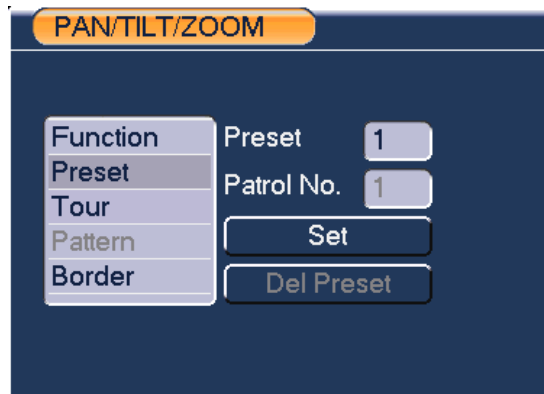 PAN/TILT/ZOOM
Function
Preset
Tour
Pattern
Border
Preset 1
Patrol No. 1
Set
Del Preset